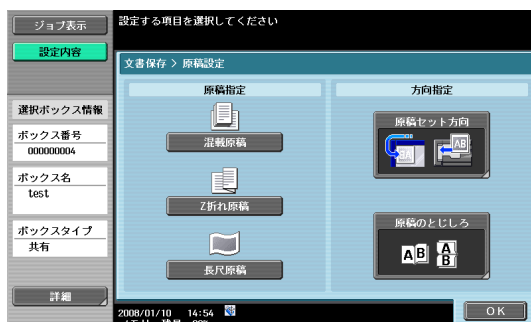 ジョブ表示
設定内容
設定する項目を選択してください
文書保存 > 原稿設定
選択ボックス情報
ボックス番号
000000004
ボックス名
test
ボックスタイプ
共有
詳細
原稿指定
混載原稿
Z折れ原稿
長尺原稿
方向指定
原稿セット方向
AB
原稿のとじしろ
AB
AB
2008/01/10 14:54
OK